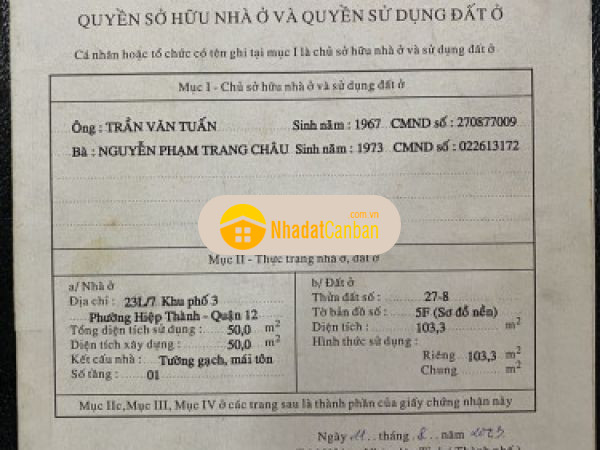 QUYỀN SỞ HỮU NHÀ Ở VÀ QUYỀN SỬ DỤNG ĐẤT Ở
Cá nhân hoặc tổ chức có tên ghi tại mục I là chủ sở hữu nhà ở và sử dụng đất ở
Mục I - Chủ sở hữu nhà ở và sử dụng đất ở
Ông : TRẦN VĂN TUẤN Sinh năm : 1967 CMND số : 270877009
Bà : NGUYỄN PHẠM TRANG CHÂU Sinh năm : 1973 CMND số : 022613172
.com.vn
NhadatCanban
Mục II - Thực trạng nhà ở, đất ở
a/ Nhà ở
Địa chỉ : 23L/7 Khu phố 3
Phường Hiệp Thành - Quận 12
Tổng diện tích sử dụng : 50,0 m2
Diện tích xây dựng : 50,0 m2
Kết cấu nhà : Tường gạch, mái tôn
Số tầng : 01
b/ Đất ở
Thửa đất số : 27-8
Tờ bản đồ số : 5F (Sơ đồ nền)
Diện tích : 103,3 m2
Hình thức sử dụng :
Riêng : 103,3 m2
Chung : m2
Mục IIc, Mục III, Mục IV ở các trang sau là thành phần của giấy chứng nhận này
Ngày 11 tháng 8 năm 2003